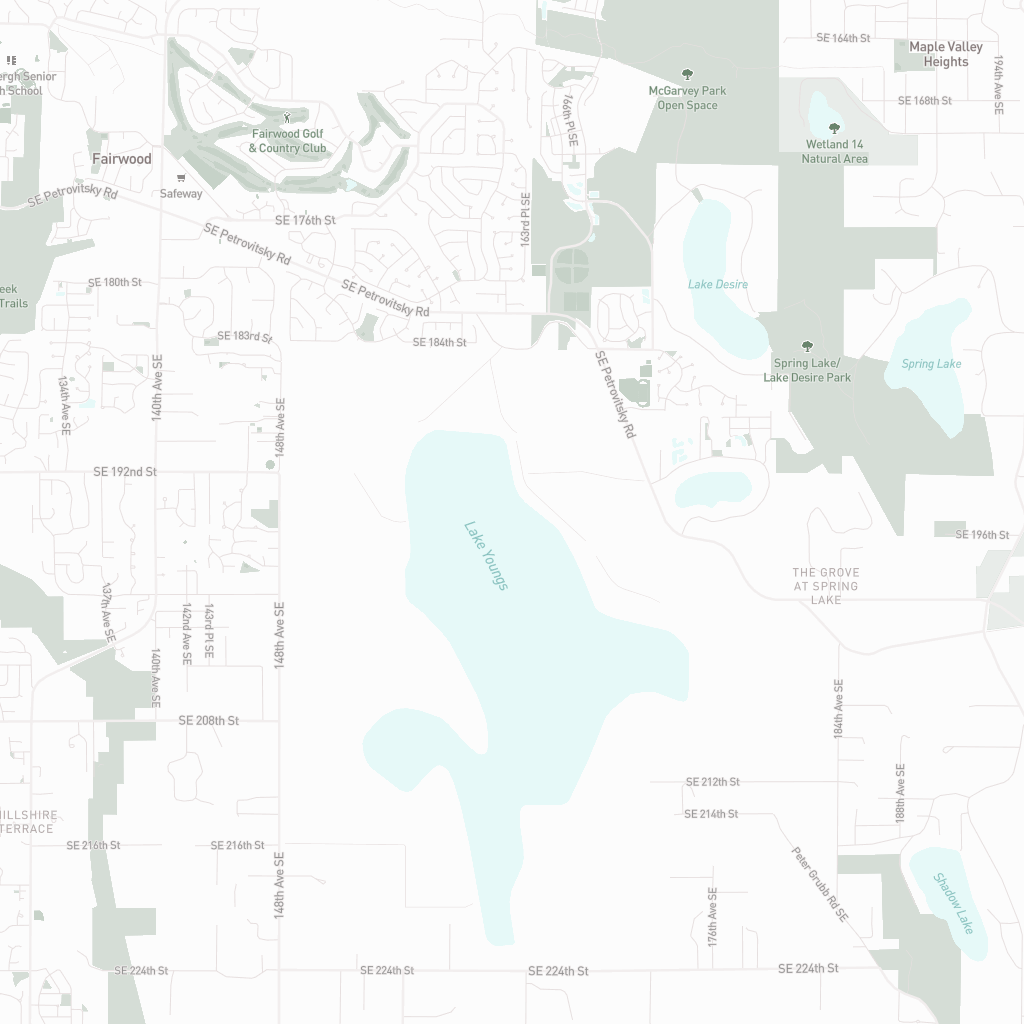 SE 164th St
Maple Valley
Heights
194th Ave SE
ergh Senior
h School
McGarvey Park
Open Space
SE 168th St
166th Pl SE
Fairwood Golf
& Country Club
Wetland 14
Natural Area
Fairwood
Safeway
SE Petrovitsky Rd
SE 176th St
163rd Pl SE
SE Petrovitsky Rd
SE 180th St
eek
Trails
SE Petrovitsky Rd
Lake Desire
SE 183rd St
SE 184th St
Spring Lake/
Lake Desire Park
Spring Lake
140th Ave SE
134th Ave SE
148th Ave SE
SE Petrovitsky Rd
SE 192nd St
Lake Youngs
SE 196th St
THE GROVE
AT SPRING
LAKE
137th Ave SE
142nd Ave SE
143rd Pl SE
148th Ave SE
140th Ave SE
184th Ave SE
SE 208th St
SE 212th St
188th Ave SE
SE 214th St
HILLSHIRE
TERRACE
SE 216th St
SE 216th St
148th Ave SE
Peter Grubb Rd SE
Shadow Lake
176th Ave SE
SE 224th St
SE 224th St
SE 224th St
SE 224th St